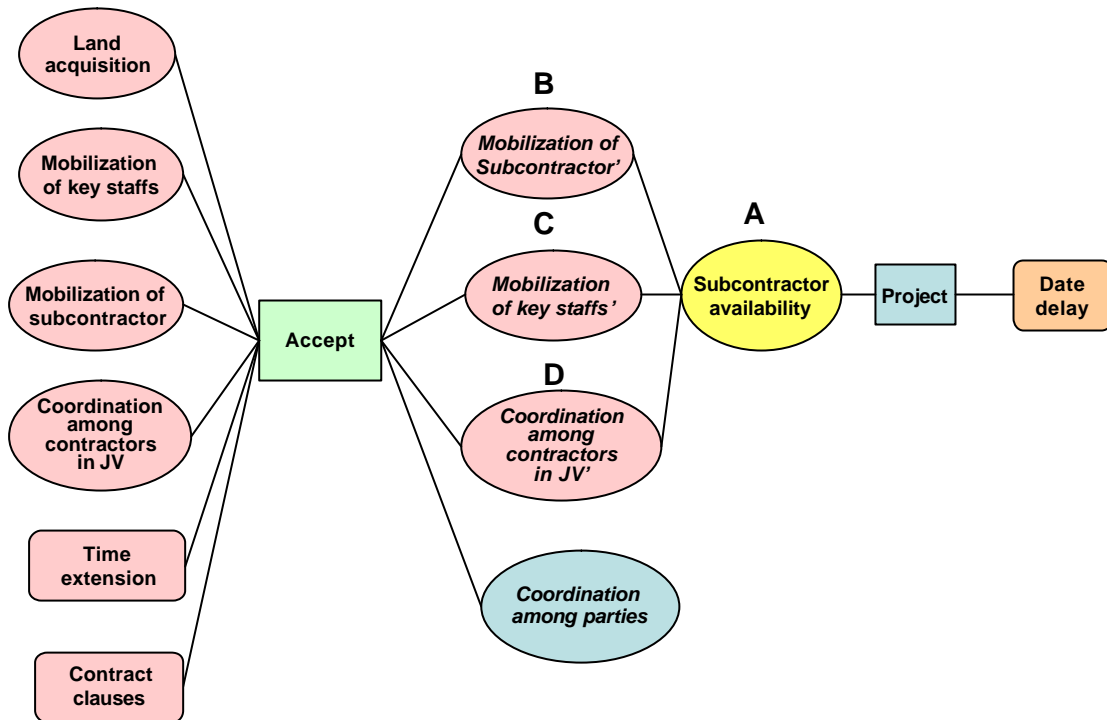 Land
acquisition
Mobilization
of key staffs
Mobilization of
subcontractor
Coordination
among
contractors
in JV
Time
extension
Contract
clauses
Accept
B
Mobilization of
Subcontractor’
C
Mobilization
of key staffs’
D
Coordination
among
contractors
in JV’
Coordination
among parties
A
Subcontractor
availability
Project
Date
delay